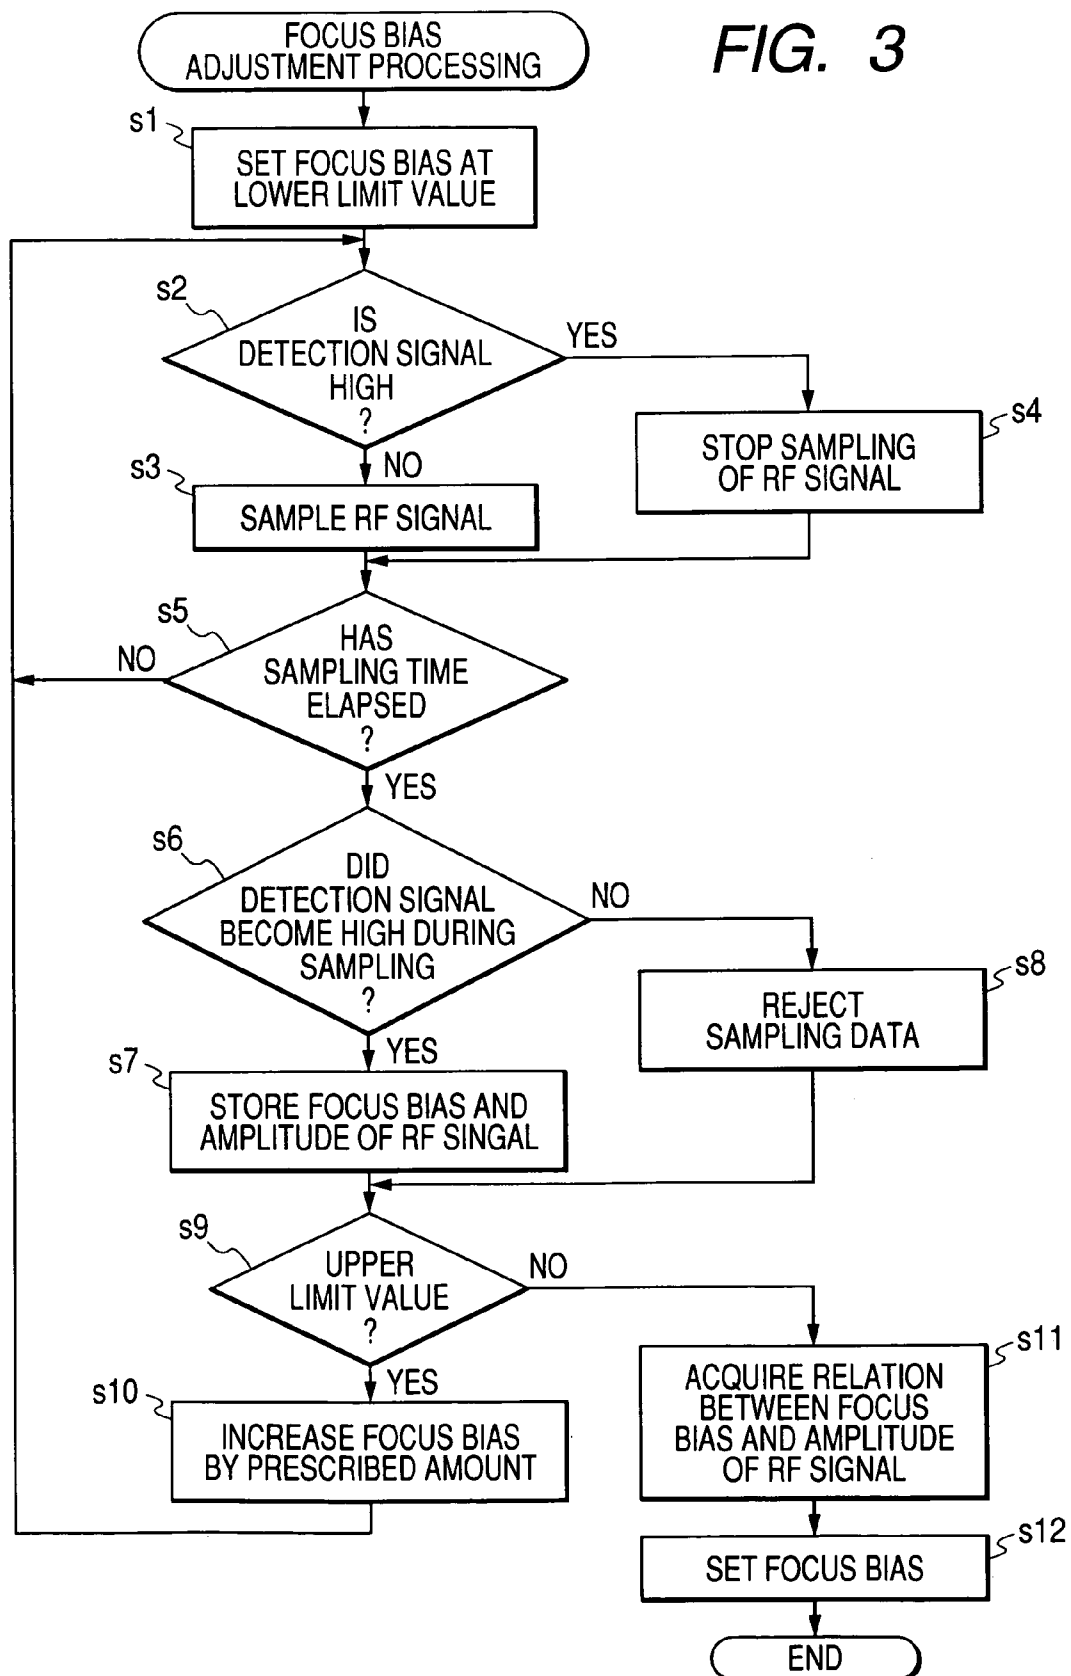 FIG. 3
FOCUS BIAS
ADJUSTMENT PROCESSING
s1
SET FOCUS BIAS AT
LOWER LIMIT VALUE
s2
IS
DETECTION SIGNAL
HIGH
?
YES
NO
s4
STOP SAMPLING
OF RF SIGNAL
s3
SAMPLE RF SIGNAL
s5
HAS
SAMPLING TIME
ELAPSED
?
NO
YES
s6
DID
DETECTION SIGNAL
BECOME HIGH DURING
SAMPLING
?
NO
YES
s8
REJECT
SAMPLING DATA
s7
STORE FOCUS BIAS AND
AMPLITUDE OF RF SINGAL
s9
UPPER
LIMIT VALUE
?
NO
YES
s10
INCREASE FOCUS BIAS
BY PRESCRIBED AMOUNT
s11
ACQUIRE RELATION
BETWEEN FOCUS
BIAS AND AMPLITUDE
OF RF SIGNAL
s12
SET FOCUS BIAS
END